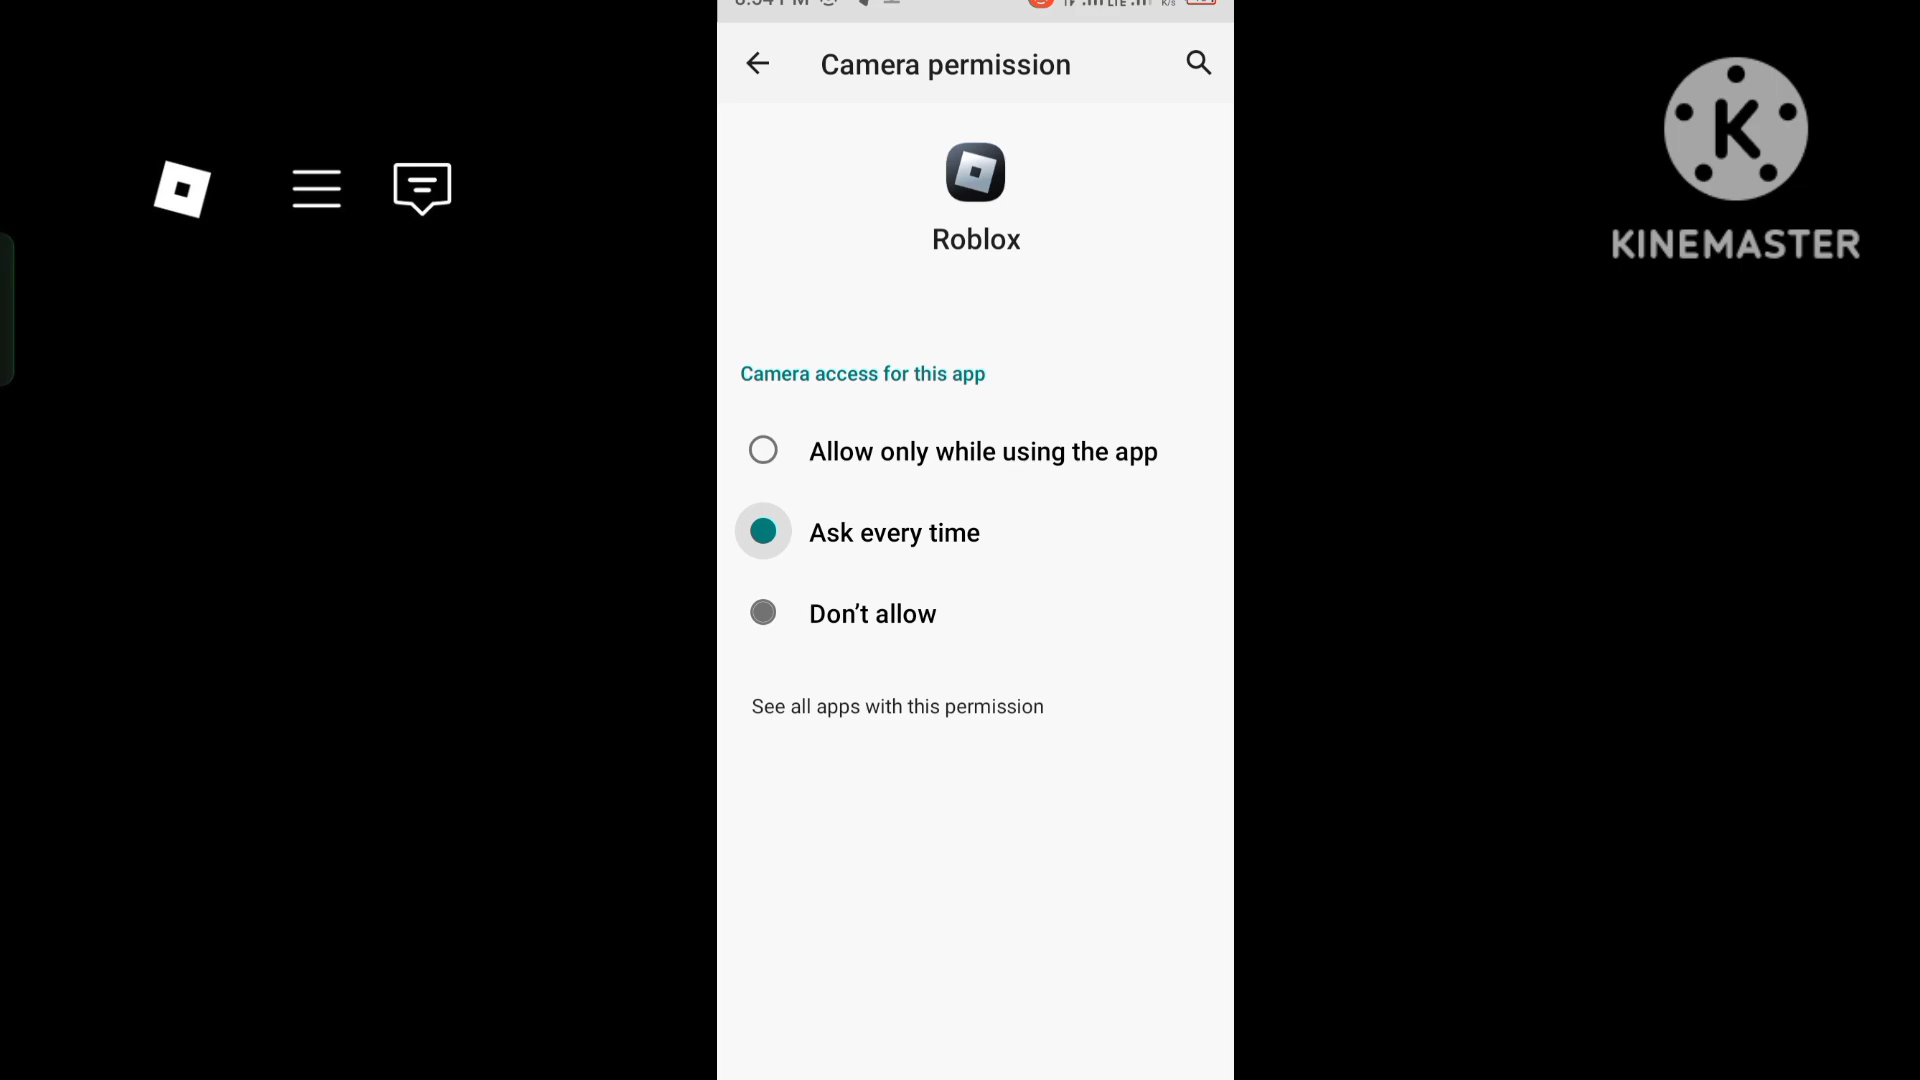 Camera permission
K
KINEMASTER
Roblox
Camera access for this app
Allow only while using the app
Ask every time
Don’t allow
See all apps with this permission